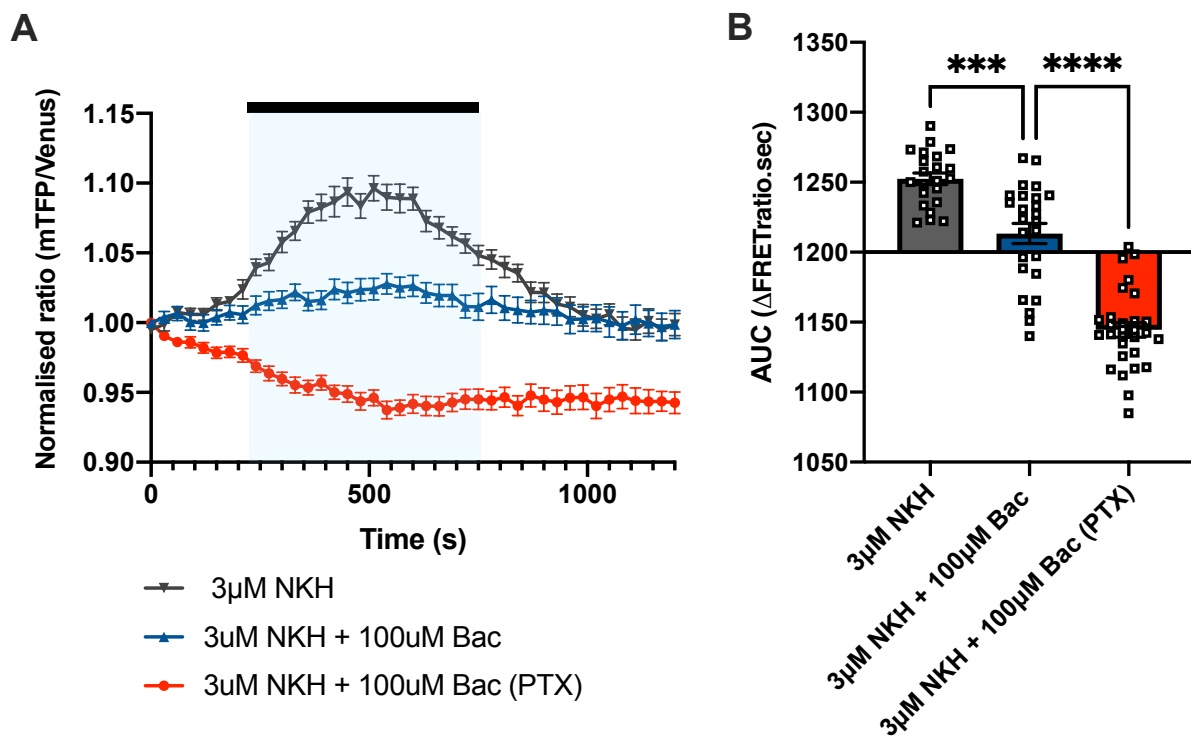 A
Normalised ratio (mTFP/Venus)
1.15
1.10
1.05
1.00
0.95
0.90
0
500
1000
Time (s)
3µM NKH
3uM NKH + 100uM Bac
3uM NKH + 100uM Bac (PTX)
B
AUC (ΔFRETratio.sec)
1350
1300
1250
1200
1150
1100
1050
***
****
3µM NKH
3µM NKH + 100µM Bac
3µM NKH + 100µM Bac (PTX)